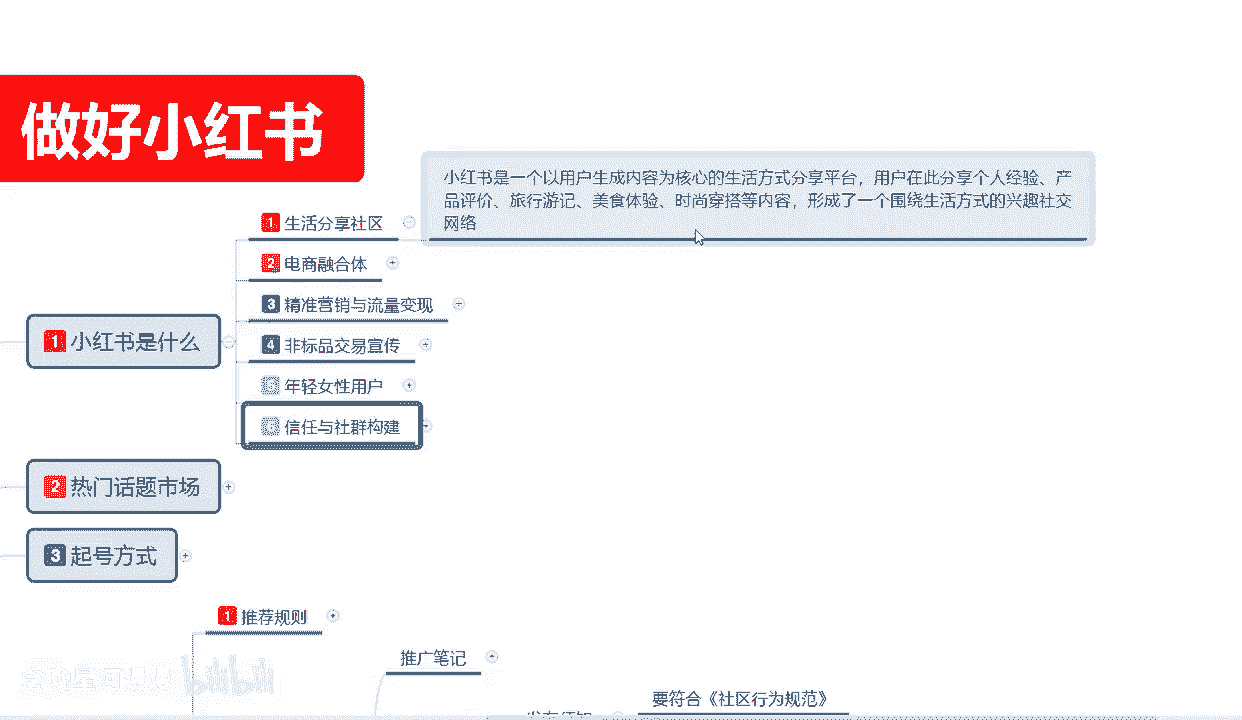 做好小红书
小红书是一个以用户生成内容为核心的生活方式分享平台，用户在此分享个人经验、产
品评价、旅行游记、美食体验、时尚穿搭等内容，形成了一个围绕生活方式的兴趣社交
网络
1 生活分享社区
2 电商融合体
3 精准营销与流量变现
4 非标品交易宣传
年轻女性用户
信任与社群构建
1 小红书是什么
2 热门话题市场
3 起号方式
1 推荐规则
推广笔记
要符合《社区行为规范》
bilibili